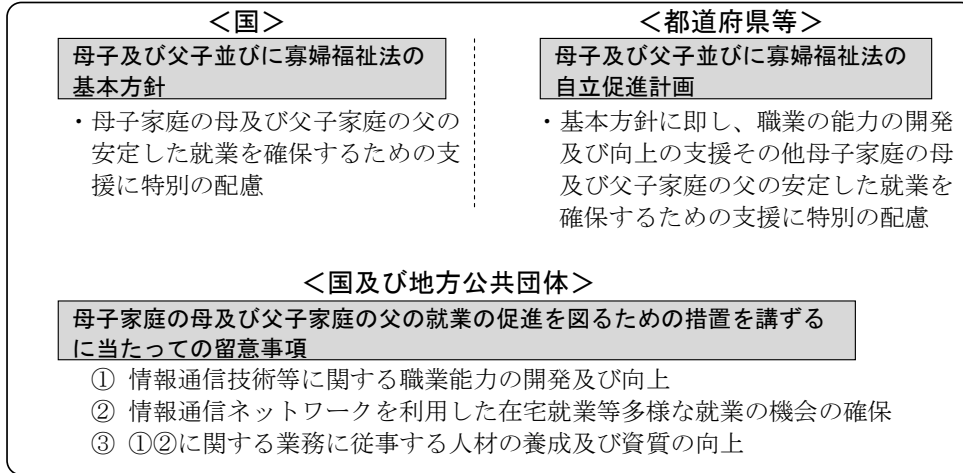 ＜国＞
母子及び父子並びに寡婦福祉法の
基本方針
・母子家庭の母及び父子家庭の父の
安定した就業を確保するための支
援に特別の配慮
＜都道府県等＞
母子及び父子並びに寡婦福祉法の
自立促進計画
・基本方針に即し、職業の能力の開発
及び向上の支援その他母子家庭の母
及び父子家庭の父の安定した就業を
確保するための支援に特別の配慮
＜国及び地方公共団体＞
母子家庭の母及び父子家庭の父の就業の促進を図るための措置を講ずる
に当たっての留意事項
① 情報通信技術等に関する職業能力の開発及び向上
② 情報通信ネットワークを利用した在宅就業等多様な就業の機会の確保
③ ①②に関する業務に従事する人材の養成及び資質の向上